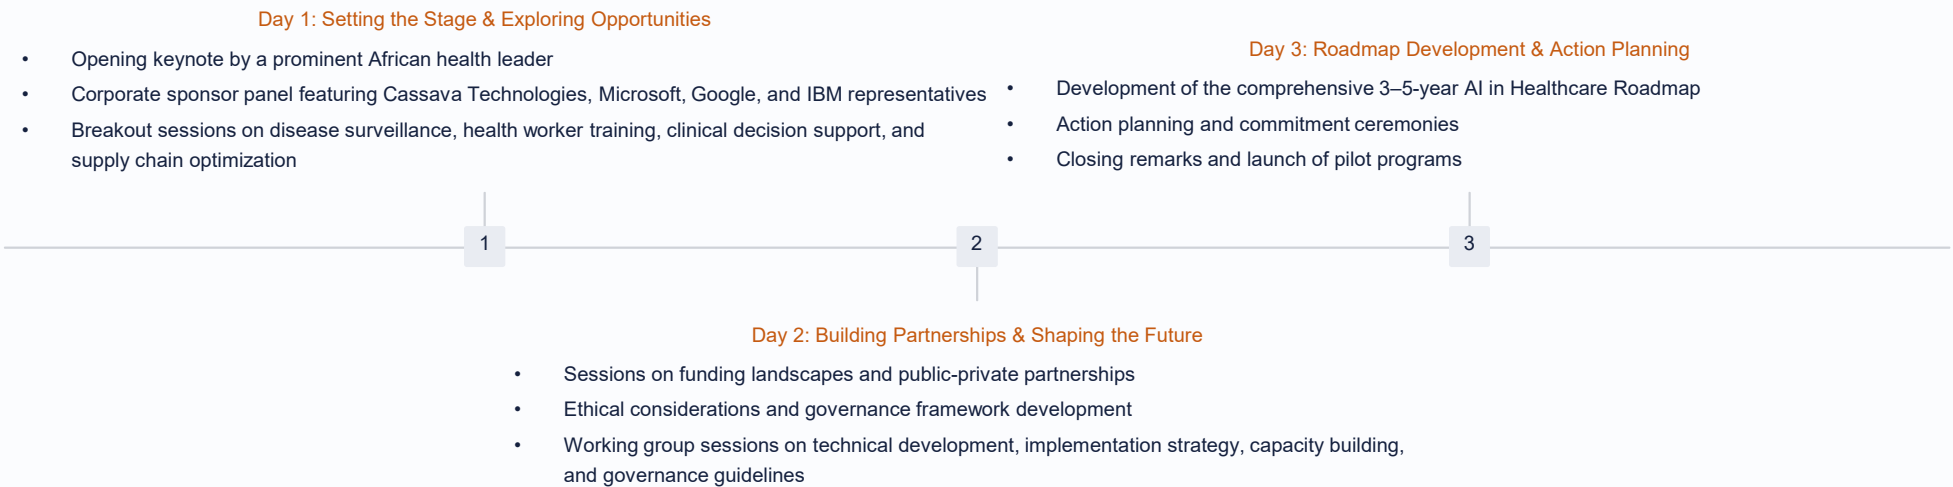 Day 1: Setting the Stage & Exploring Opportunities
• Opening keynote by a prominent African health leader
• Corporate sponsor panel featuring Cassava Technologies, Microsoft, Google, and IBM representatives
• Breakout sessions on disease surveillance, health worker training, clinical decision support, and
supply chain optimization
Day 3: Roadmap Development & Action Planning
• Development of the comprehensive 3–5-year AI in Healthcare Roadmap
• Action planning and commitment ceremonies
• Closing remarks and launch of pilot programs
1
2
3
Day 2: Building Partnerships & Shaping the Future
• Sessions on funding landscapes and public-private partnerships
• Ethical considerations and governance framework development
• Working group sessions on technical development, implementation strategy, capacity building,
and governance guidelines